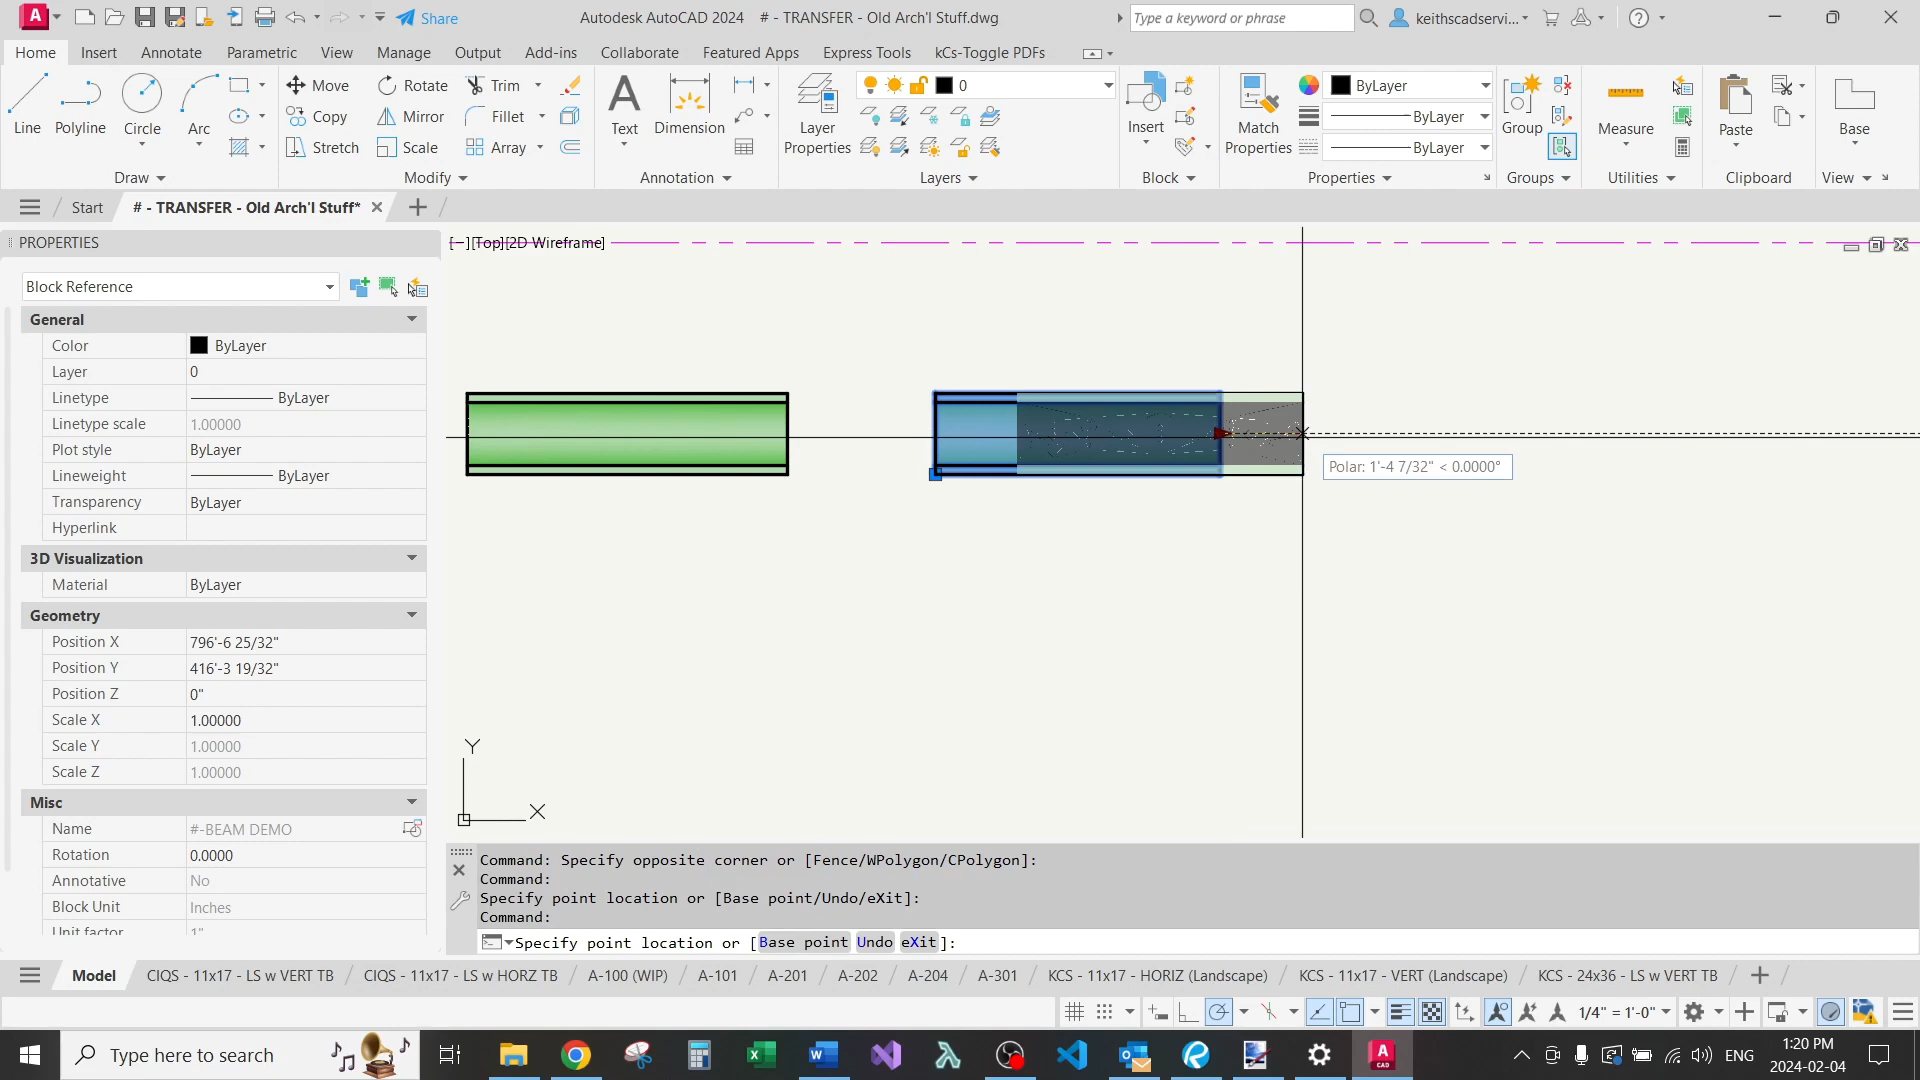 Share
Autodesk AutoCAD 2024 # - TRANSFER - Old Arch'l Stuff.dwg
Type a keyword or phrase
keithscadservi...
Home Insert Annotate Parametric View Manage Output Add-ins Collaborate Featured Apps Express Tools kCs-Toggle PDFs
Line Polyline Circle Arc
Move Rotate Trim
Copy Mirror Fillet
Stretch Scale Array
Text Dimension
Layer Properties
0
Insert
Match Properties
ByLayer
ByLayer
ByLayer
Group
Measure
Paste
Base
Draw Modify Annotation Layers Block Properties Groups Utilities Clipboard View
Start # - TRANSFER - Old Arch'l Stuff*
PROPERTIES
[−][Top][2D Wireframe]
Block Reference
General
Color ByLayer
Layer 0
Linetype ByLayer
Linetype scale 1.00000
Plot style ByLayer
Lineweight ByLayer
Transparency ByLayer
Hyperlink
3D Visualization
Material ByLayer
Geometry
Position X 796'-6 25/32"
Position Y 416'-3 19/32"
Position Z 0"
Scale X 1.00000
Scale Y 1.00000
Scale Z 1.00000
Misc
Name #-BEAM DEMO
Rotation 0.0000
Annotative No
Block Unit Inches
Unit factor 1"
Polar: 1'-4 7/32" < 0.0000°
Y
X
Command: Specify opposite corner or [Fence/WPolygon/CPolygon]:
Command:
Specify point location or [Base point/Undo/eXit]:
Command:
Specify point location or [Base point Undo eXit]:
Model CIQS - 11x17 - LS w VERT TB CIQS - 11x17 - LS w HORZ TB A-100 (WIP) A-101 A-201 A-202 A-204 A-301 KCS - 11x17 - HORIZ (Landscape) KCS - 11x17 - VERT (Landscape) KCS - 24x36 - LS w VERT TB
1/4" = 1'-0"
Type here to search
ENG
1:20 PM
2024-02-04